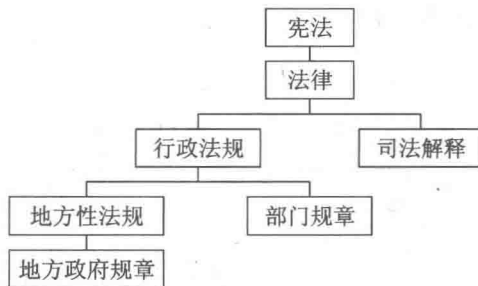 宪法
法律
行政法规
司法解释
地方性法规
部门规章
地方政府规章